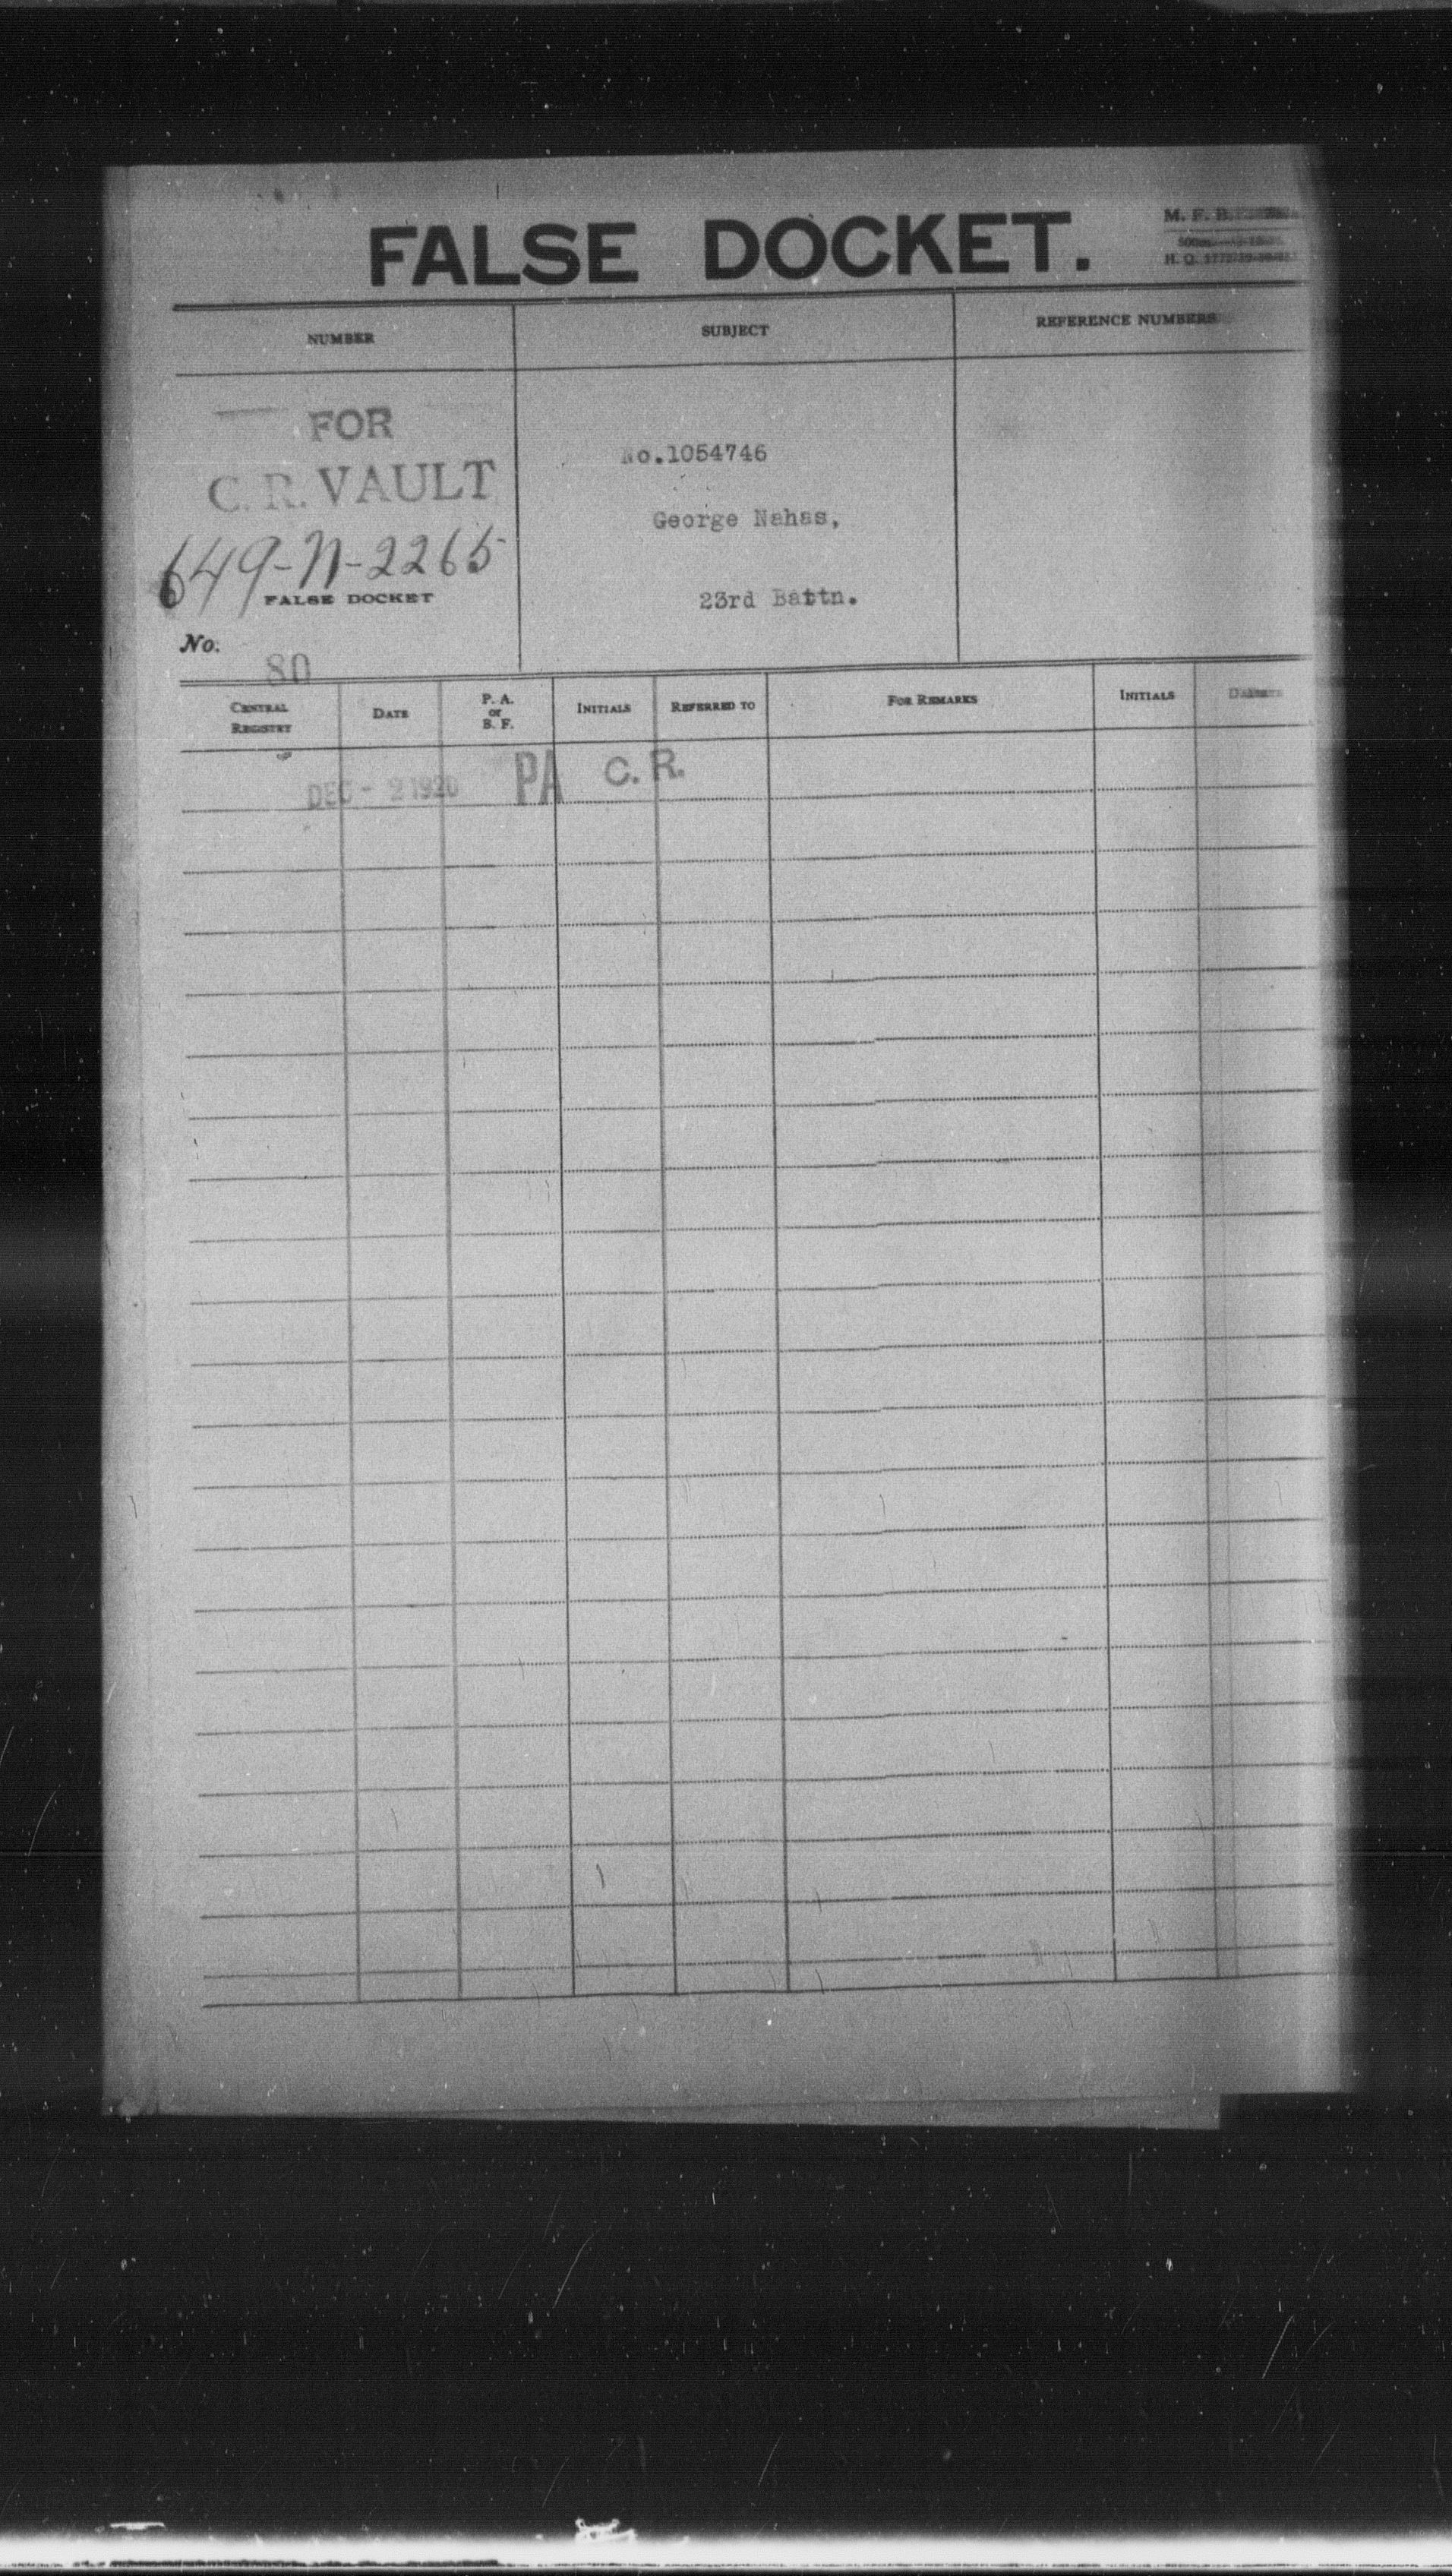 FALSE DOCKET.
M. F. B.
H. Q.
NUMBER
SUBJECT
REFERENCE NUMBERS
FOR
C. R. VAULT
649-N-2265
FALSE DOCKET
No.
80
No.1054746
George Nahas,
23rd Battn.
CENTRAL REGISTRY
DATE
P. A. or B. F.
INITIALS
REFERRED TO
FOR REMARKS
INITIALS
DEC - 2 1920
PA
C. R.